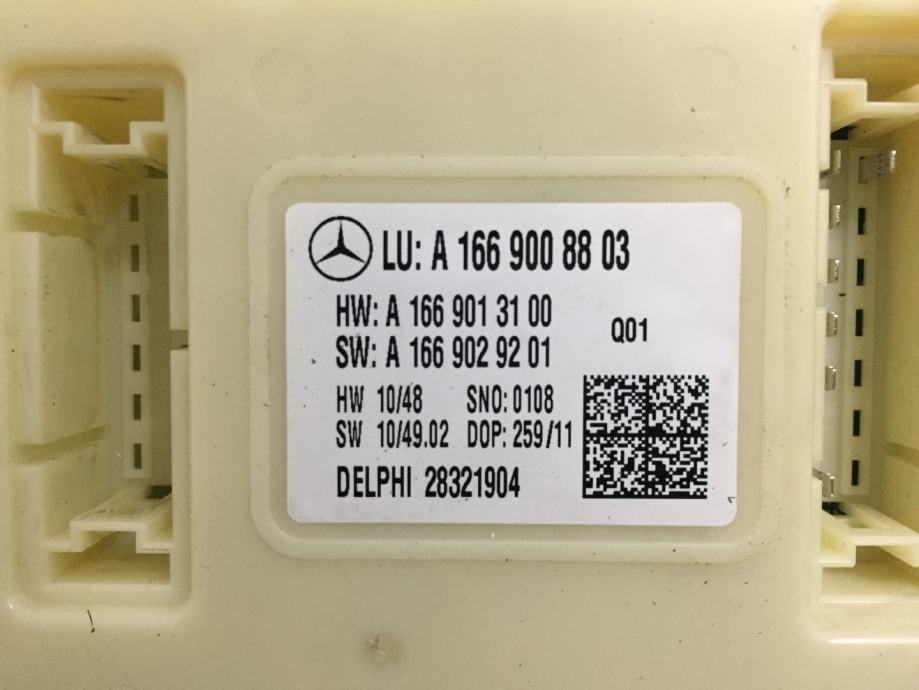 LU: A 166 900 88 03
HW: A 166 901 31 00
SW: A 166 902 92 01
Q01
HW 10/48 SNO: 0108
SW 10/49.02 DOP: 259/11
DELPHI 28321904